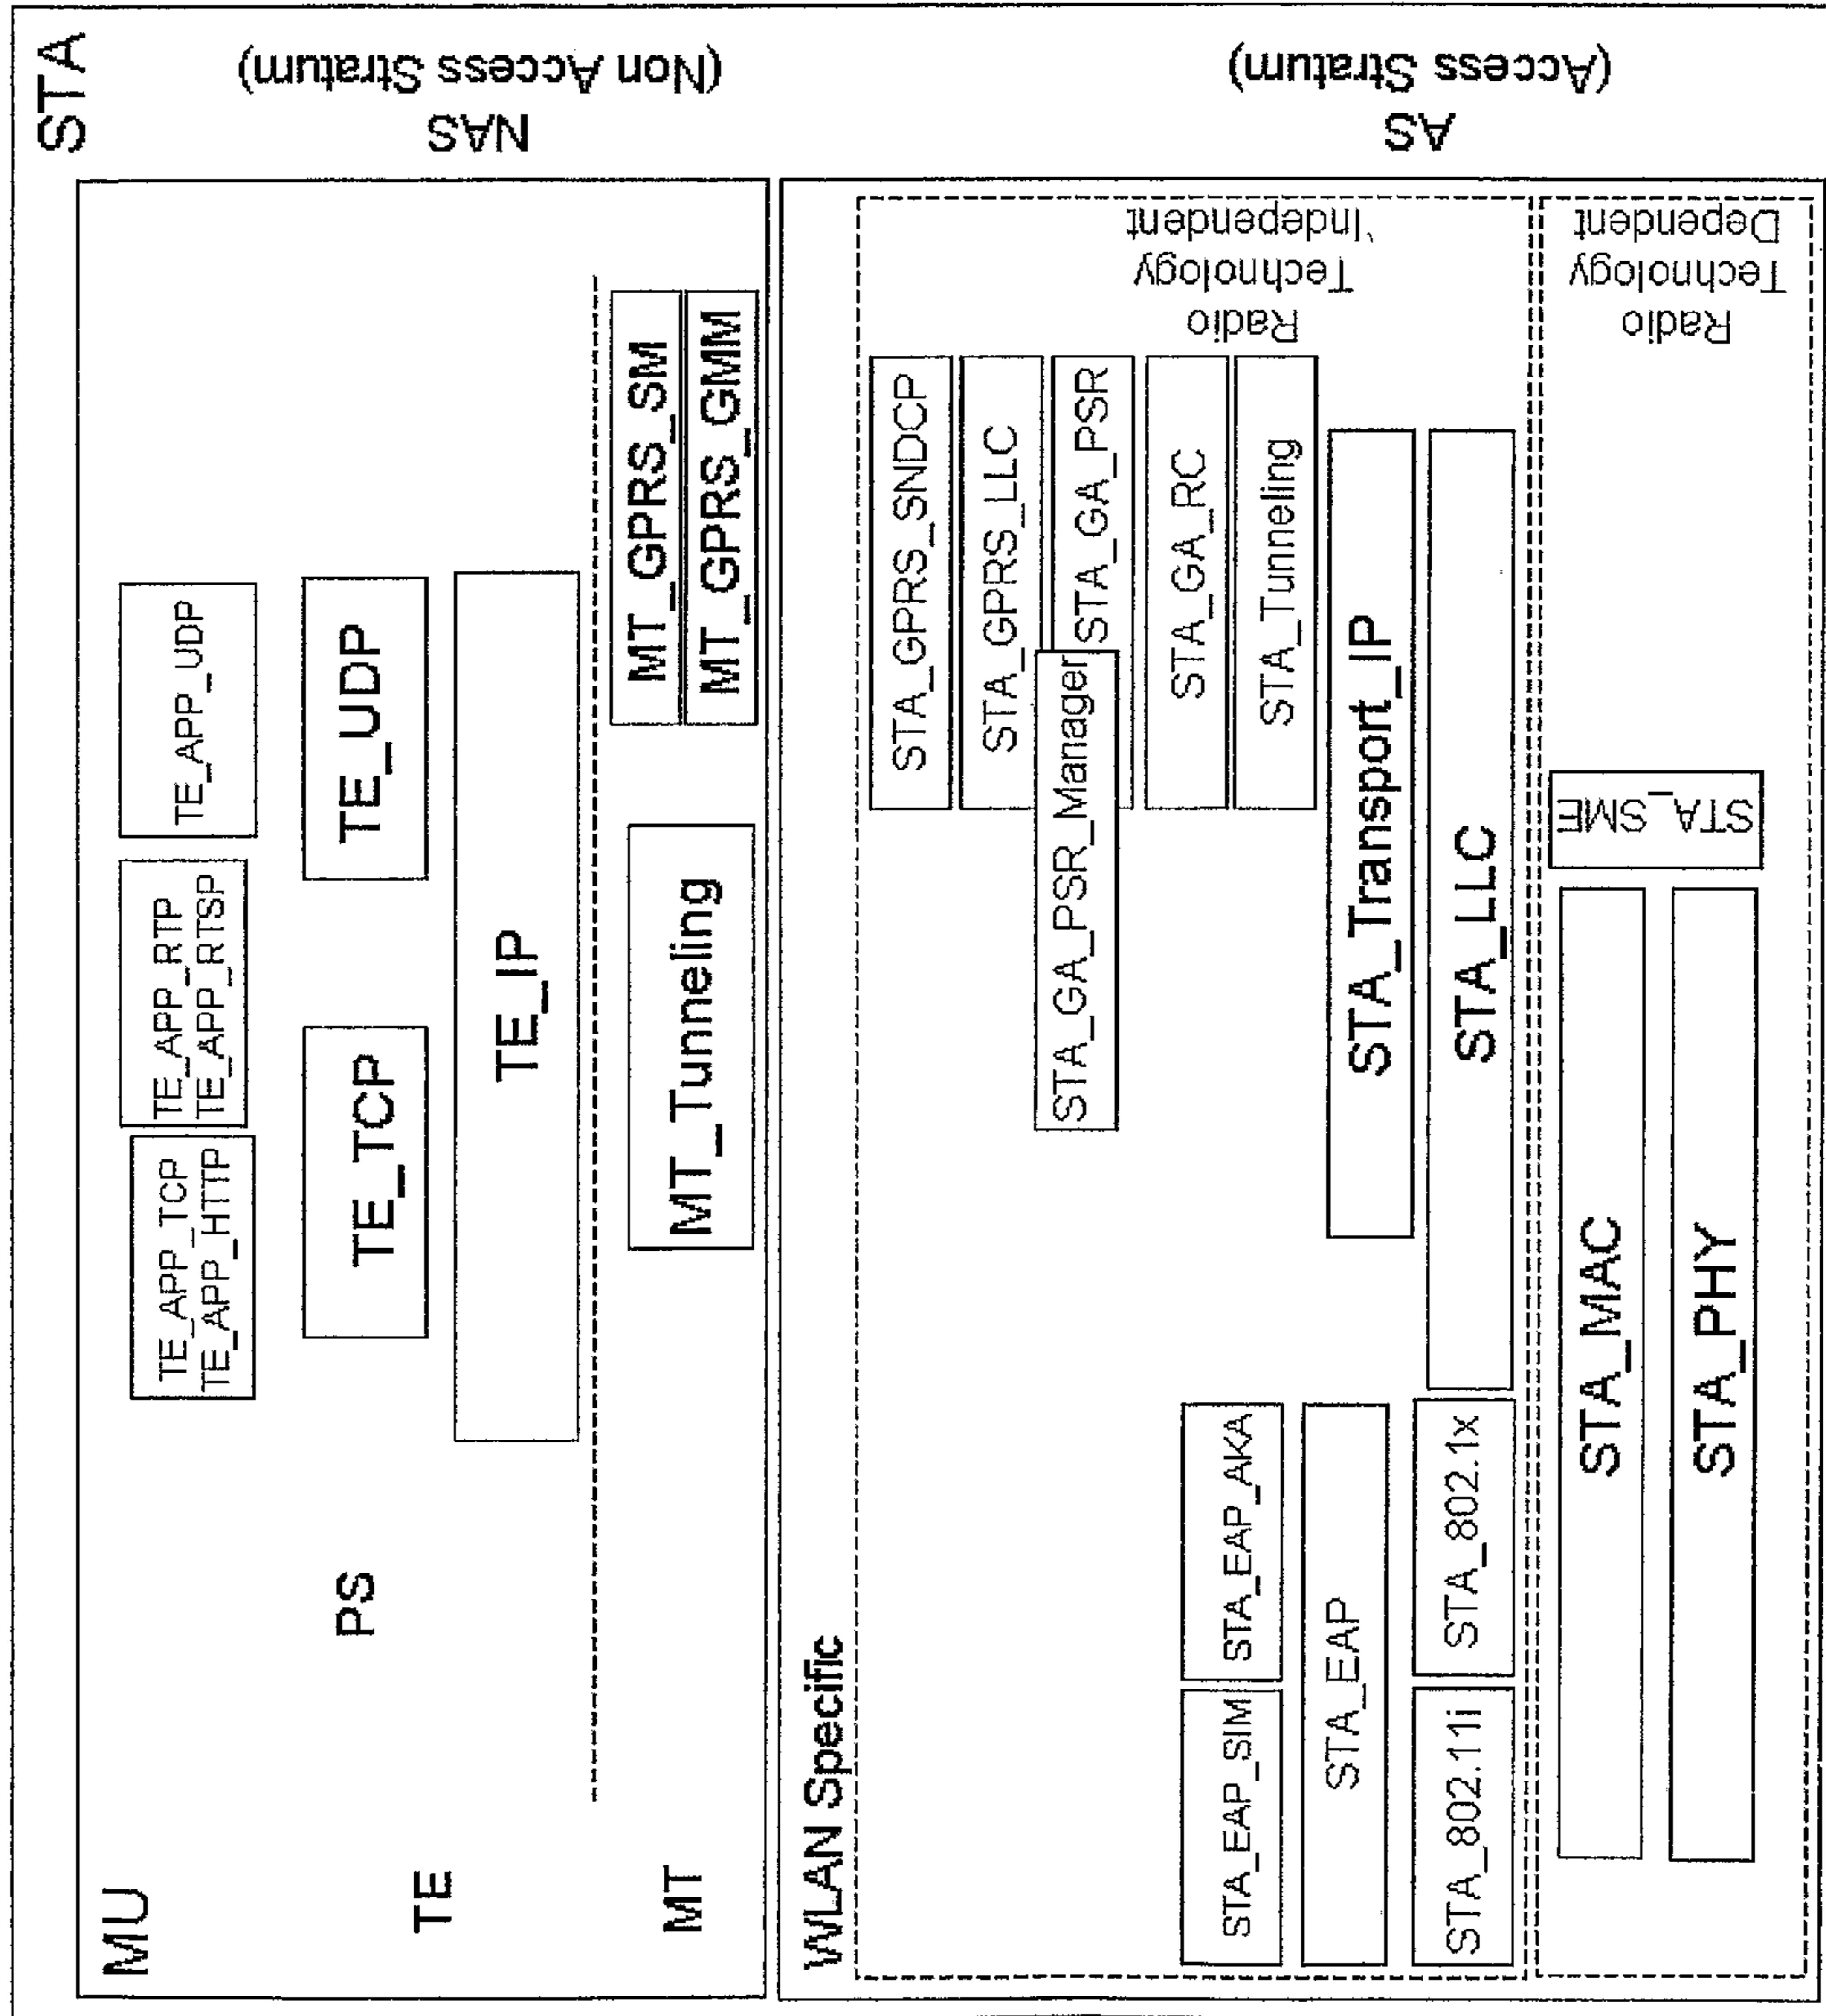 STA
MU
PS
TE
MT
TE_APP_TCP
TE_APP_HTTP
TE_APP_RTP
TE_APP_RTSP
TE_APP_UDP
TE_TCP
TE_UDP
TE_IP
MT_Tunneling
MT_GPRS_SM
MT_GPRS_GMM
NAS
(Non Access Stratum)
WLAN Specific
STA_GPRS_SNDCP
STA_GPRS_LLC
STA_GA_PSR_Manager
STA_GA_PSR
STA_GA_RC
STA_Tunneling
STA_EAP_SIM
STA_EAP_AKA
STA_EAP
STA_Transport_IP
STA_802.11i
STA_802.1x
STA_LLC
Radio
Technology
Independent
STA_MAC
STA_PHY
STA_SME
Radio
Technology
Dependent
AS
(Access Stratum)